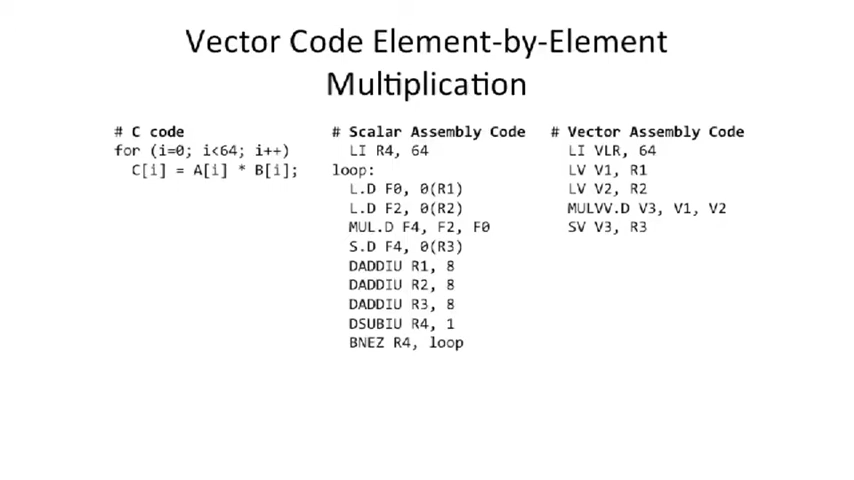 Vector Code Element-by-Element
Multiplication
# C code
for (i=0; i<64; i++)
C[i] = A[i] * B[i];
# Scalar Assembly Code
LI R4, 64
loop:
L.D F0, 0(R1)
L.D F2, 0(R2)
MUL.D F4, F2, F0
S.D F4, 0(R3)
DADDIU R1, 8
DADDIU R2, 8
DADDIU R3, 8
DSUBIU R4, 1
BNEZ R4, loop
# Vector Assembly Code
LI VLR, 64
LV V1, R1
LV V2, R2
MULVV.D V3, V1, V2
SV V3, R3